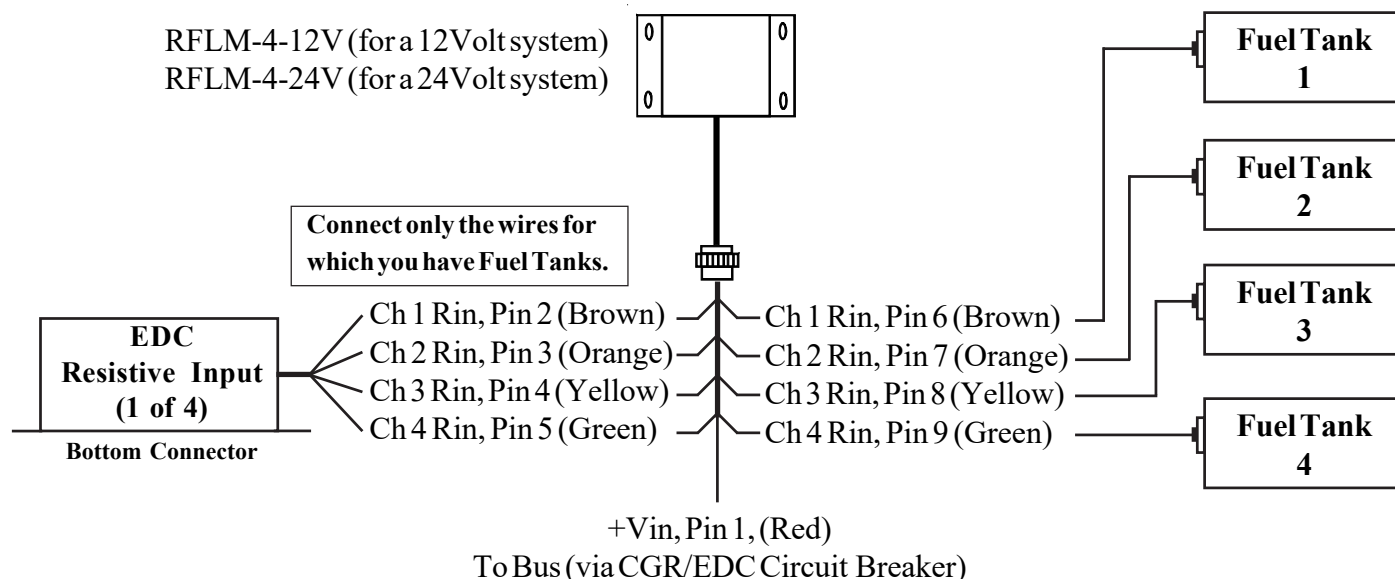 RFLM-4-12V (for a 12Volt system)
RFLM-4-24V (for a 24Volt system)
Fuel Tank
1
Fuel Tank
2
Connect only the wires for
which you have Fuel Tanks.
Fuel Tank
3
EDC
Resistive Input
(1 of 4)
Bottom Connector
Ch 1 Rin, Pin 2 (Brown)
Ch 2 Rin, Pin 3 (Orange)
Ch 3 Rin, Pin 4 (Yellow)
Ch 4 Rin, Pin 5 (Green)
Ch 1 Rin, Pin 6 (Brown)
Ch 2 Rin, Pin 7 (Orange)
Ch 3 Rin, Pin 8 (Yellow)
Ch 4 Rin, Pin 9 (Green)
Fuel Tank
4
+Vin, Pin 1, (Red)
To Bus (via CGR/EDC Circuit Breaker)